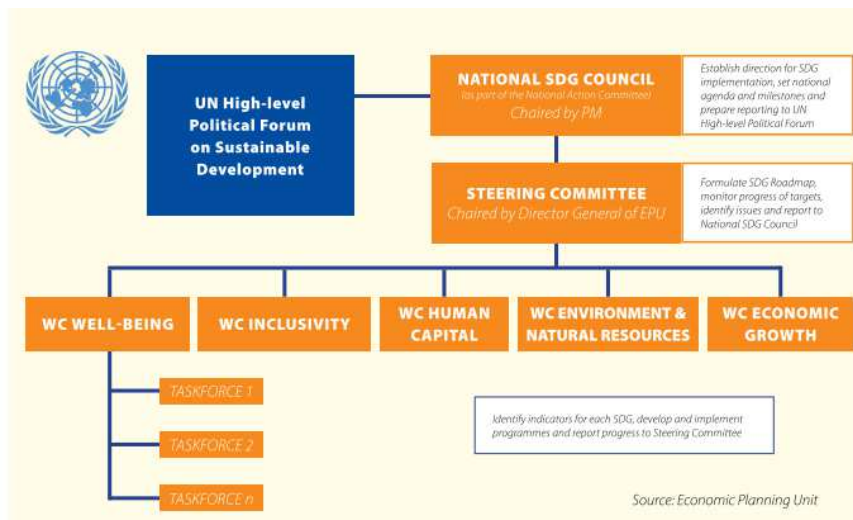 UN High-level
Political Forum
on Sustainable
Development
NATIONAL SDG COUNCIL
(as part of the National Action Committee)
Chaired by PM
Establish direction for SDG
implementation, set national
agenda and milestones and
prepare reporting to UN
High-level Political Forum
STEERING COMMITTEE
Chaired by Director General of EPU
Formulate SDG Roadmap,
monitor progress of targets,
identify issues and report to
National SDG Council
WC WELL-BEING
WC INCLUSIVITY
WC HUMAN
CAPITAL
WC ENVIRONMENT &
NATURAL RESOURCES
WC ECONOMIC
GROWTH
TASKFORCE 1
TASKFORCE 2
TASKFORCE n
Identify indicators for each SDG, develop and implement
programmes and report progress to Steering Committee
Source: Economic Planning Unit